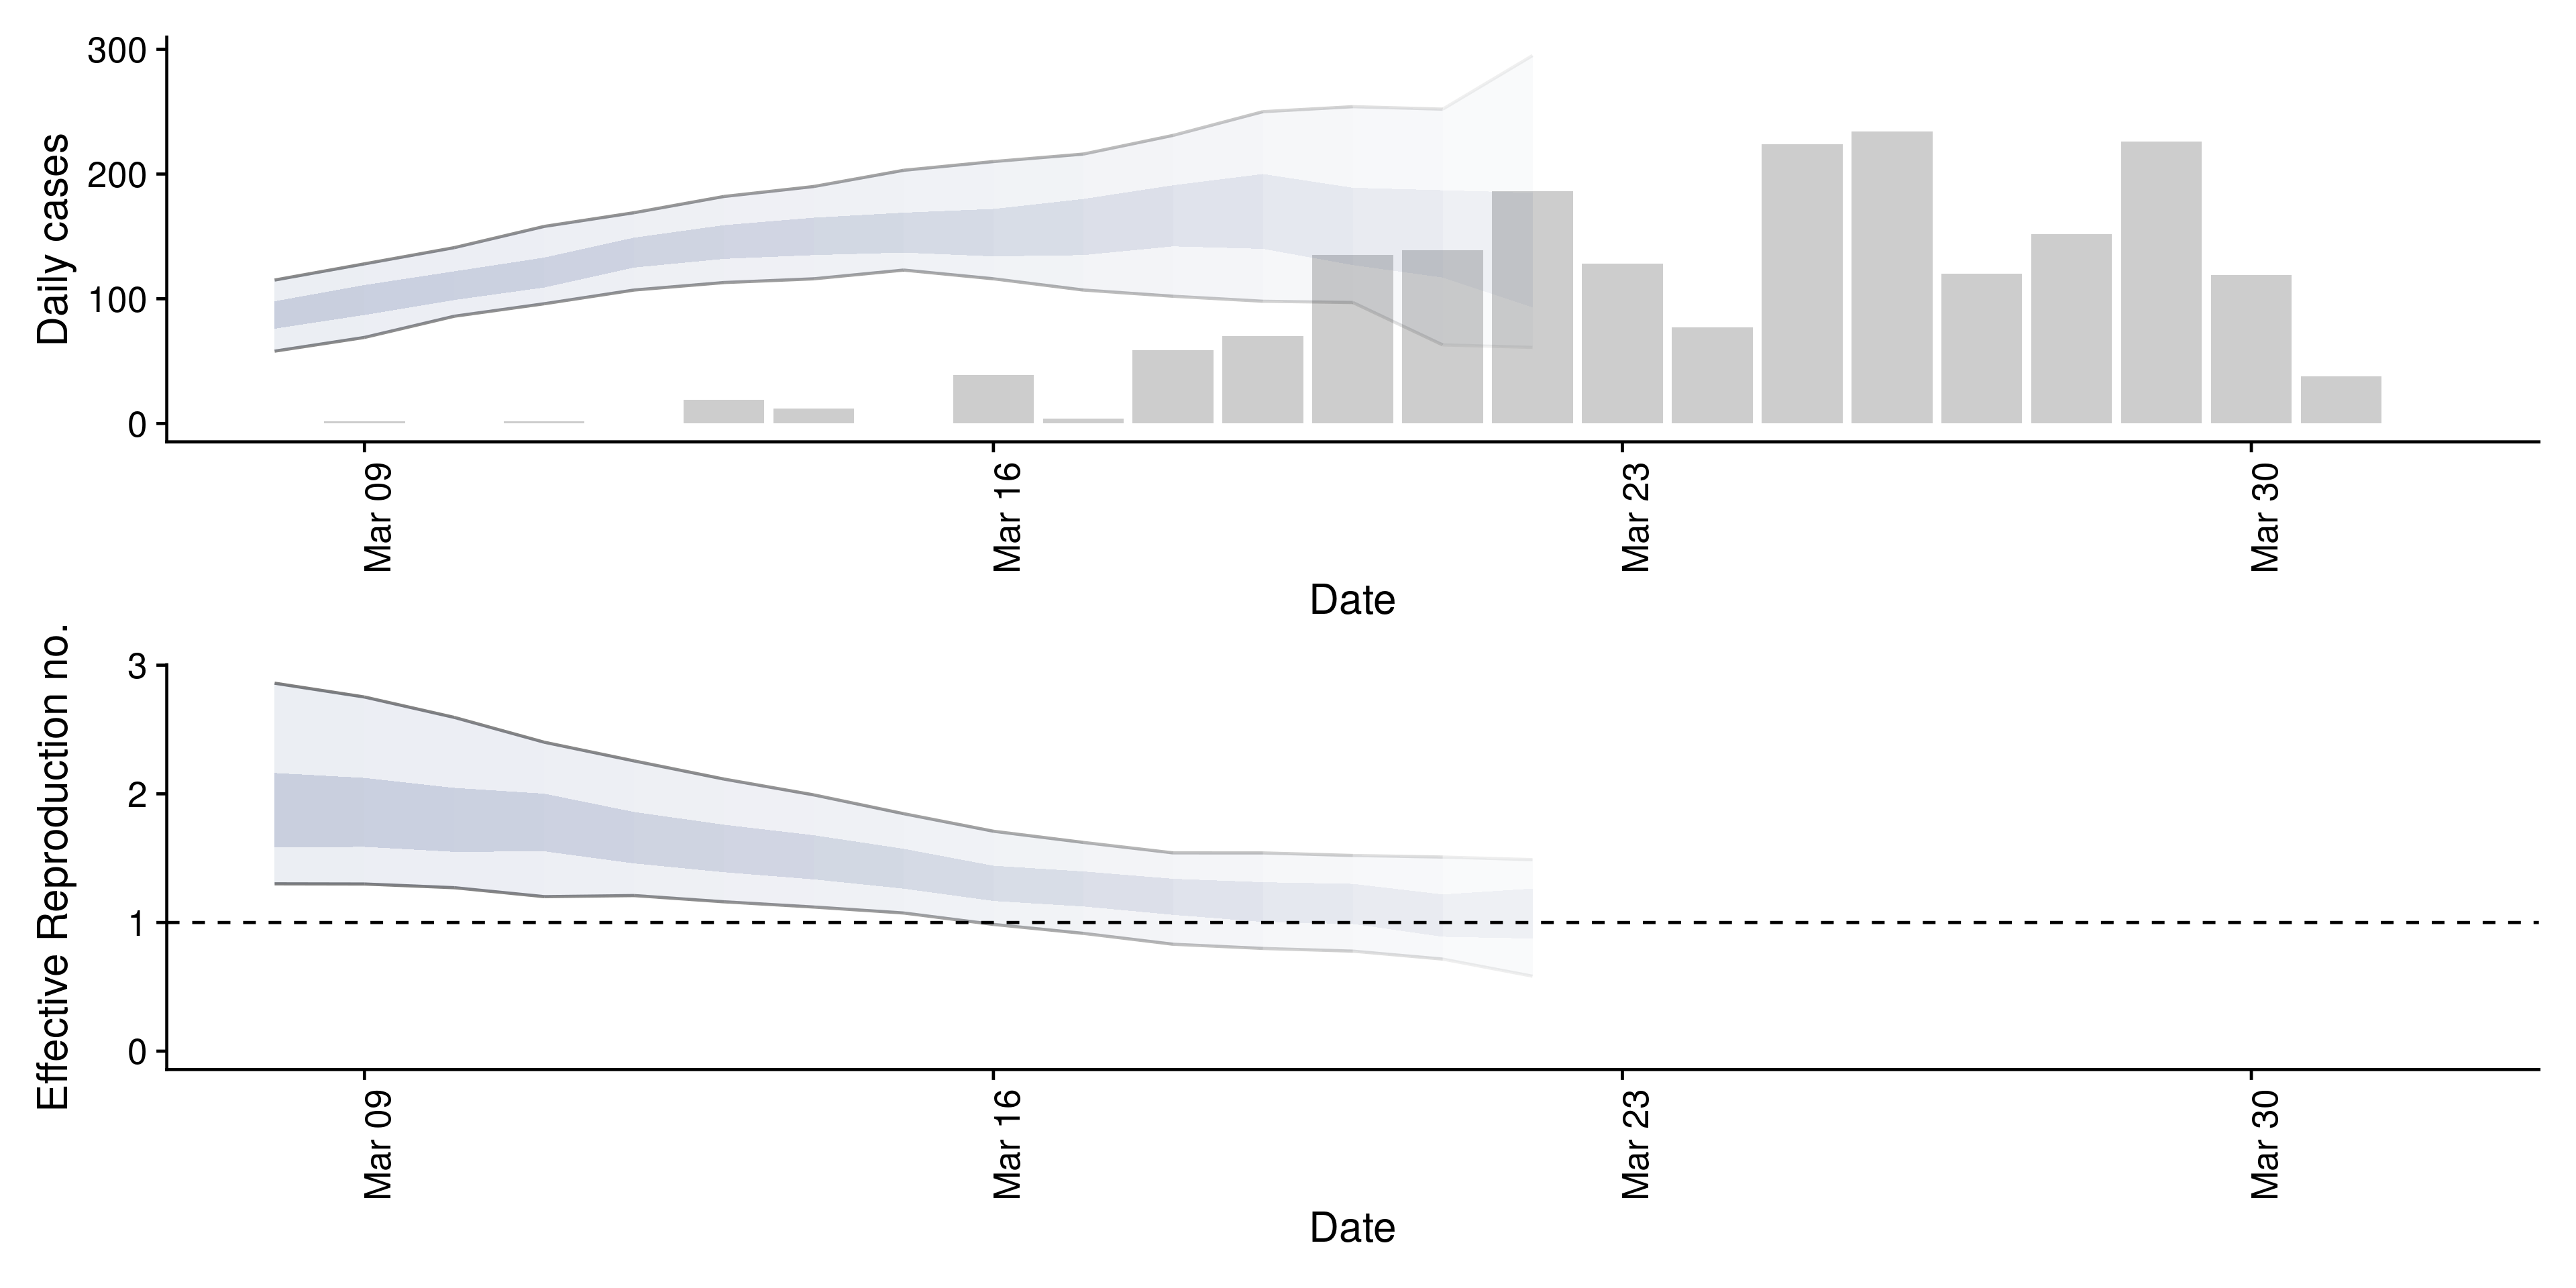 Daily cases
300
200
100
0
Mar 09
Mar 16
Mar 23
Mar 30
Date
Effective Reproduction no.
3
2
1
0
Mar 09
Mar 16
Mar 23
Mar 30
Date